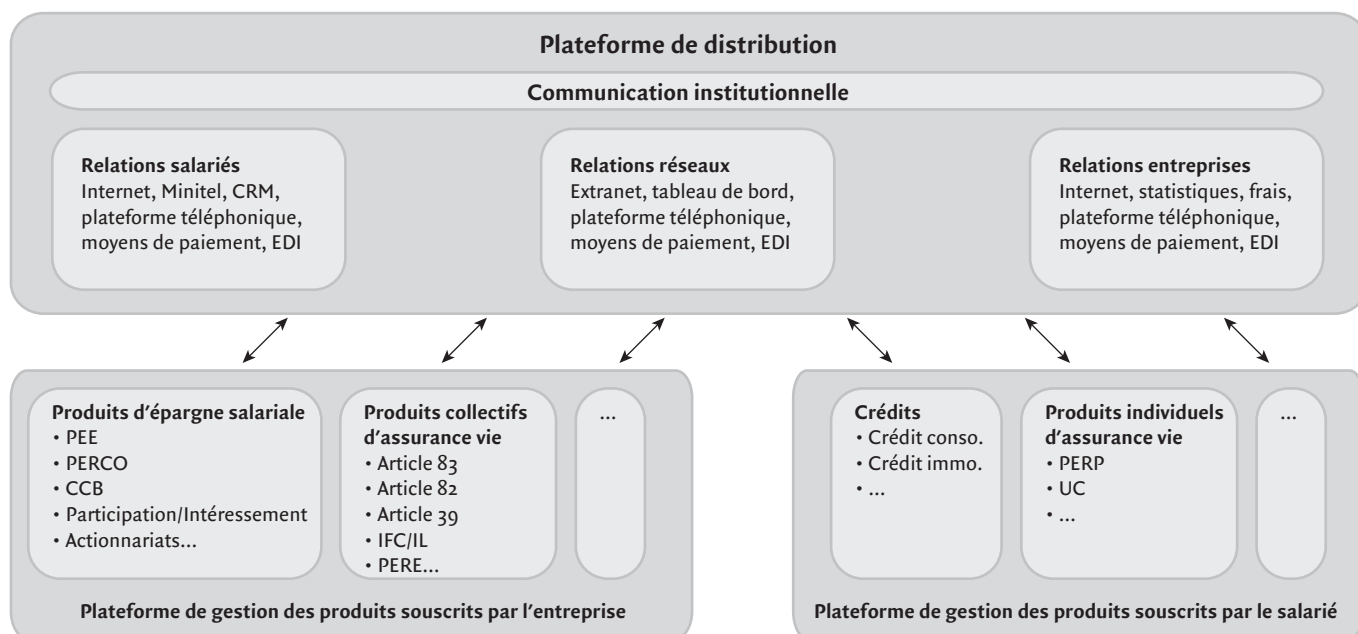 Plateforme de distribution
Communication institutionnelle
Relations salariés
Internet, Minitel, CRM,
plateforme téléphonique,
moyens de paiement, EDI
Relations réseaux
Extranet, tableau de bord,
plateforme téléphonique,
moyens de paiement, EDI
Relations entreprises
Internet, statistiques, frais,
plateforme téléphonique,
moyens de paiement, EDI
Produits d'épargne salariale
• PEE
• PERCO
• CCB
• Participation/Intéressement
• Actionnariats...
Produits collectifs
d'assurance vie
• Article 83
• Article 82
• Article 39
• IFC/IL
• PERE...
...
Plateforme de gestion des produits souscrits par l'entreprise
Crédits
• Crédit conso.
• Crédit immo.
• ...
Produits individuels
d'assurance vie
• PERP
• UC
• ...
...
Plateforme de gestion des produits souscrits par le salarié